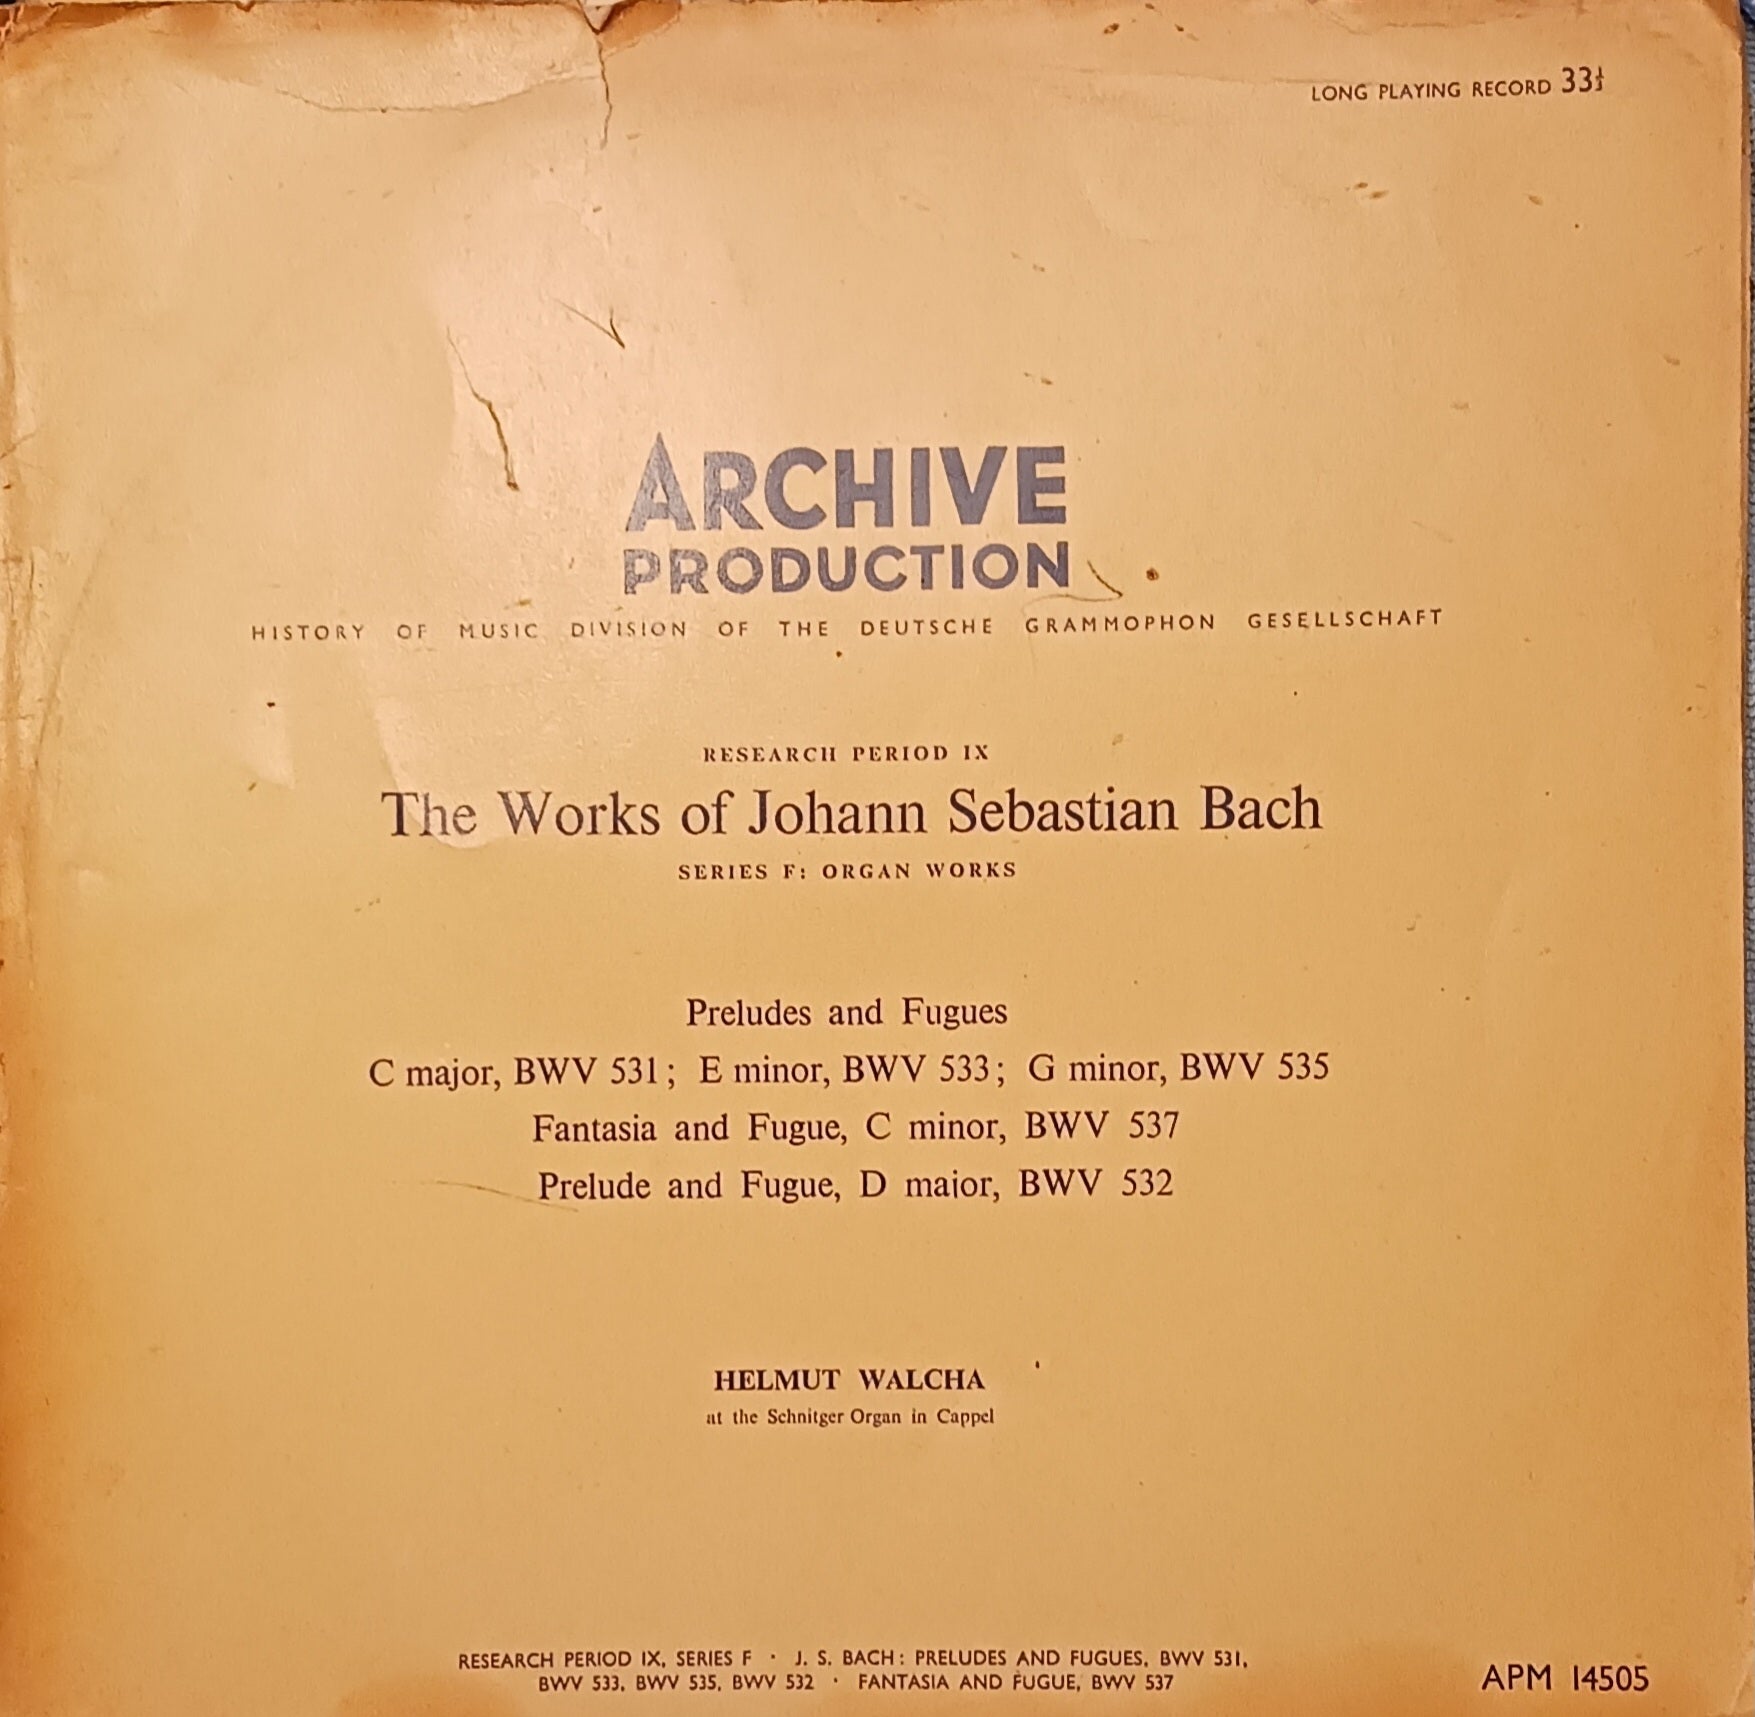 LONG PLAYING RECORD 33⅓
ARCHIVE
PRODUCTION
HISTORY OF MUSIC DIVISION OF THE DEUTSCHE GRAMMOPHON GESELLSCHAFT
RESEARCH PERIOD IX
The Works of Johann Sebastian Bach
SERIES F: ORGAN WORKS
Preludes and Fugues
C major, BWV 531; E minor, BWV 533; G minor, BWV 535
Fantasia and Fugue, C minor, BWV 537
Prelude and Fugue, D major, BWV 532
HELMUT WALCHA
at the Schnitger Organ in Cappel
RESEARCH PERIOD IX, SERIES F · J. S. BACH: PRELUDES AND FUGUES, BWV 531,
BWV 533, BWV 535, BWV 532 · FANTASIA AND FUGUE, BWV 537
APM 14505